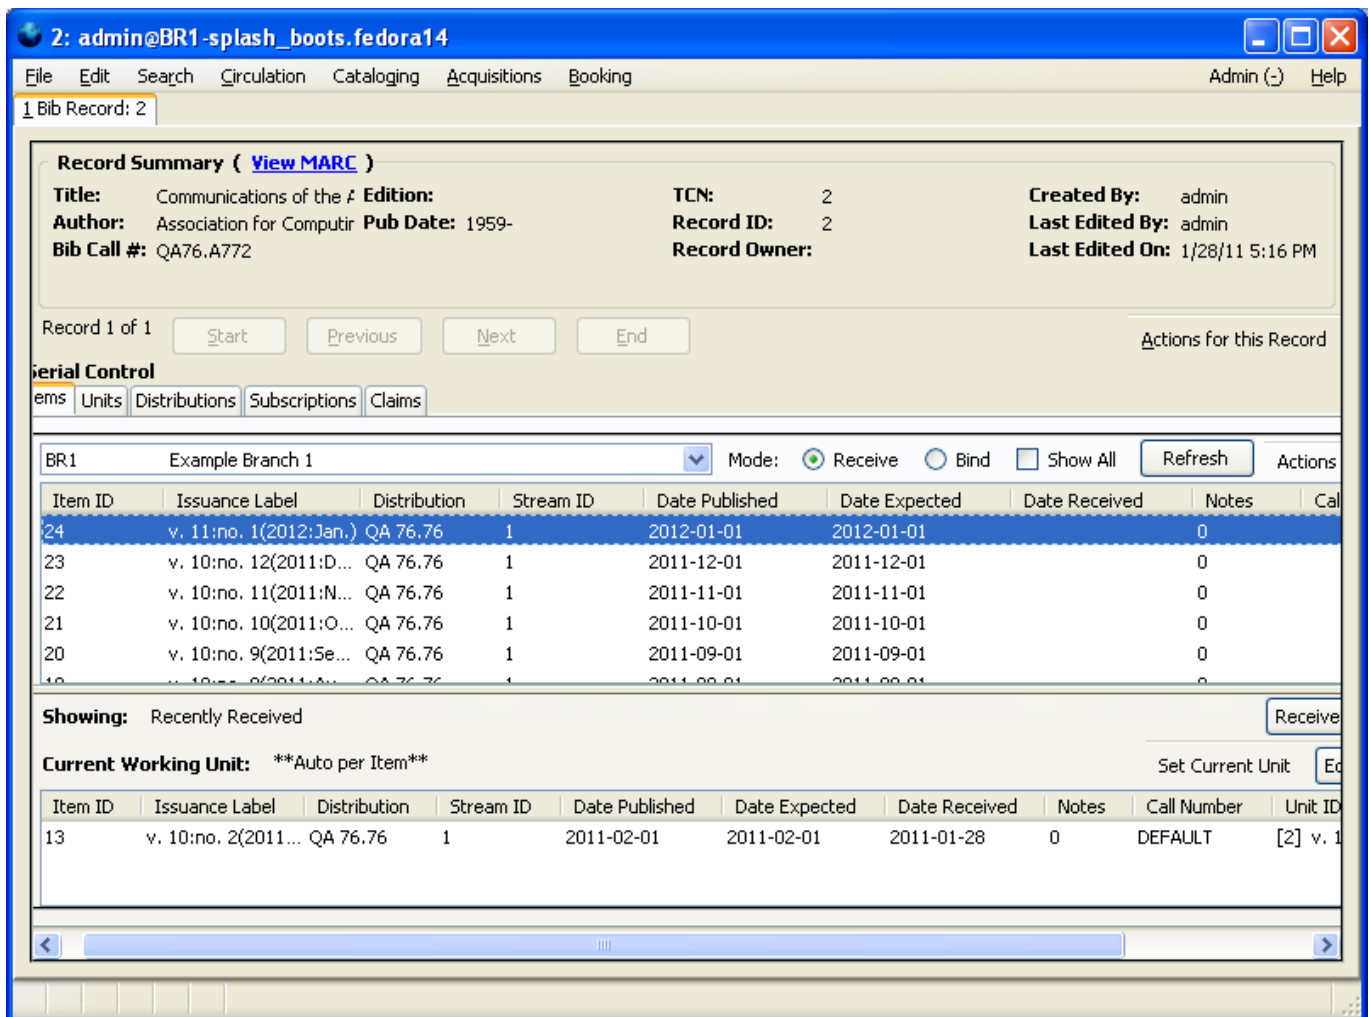 2: admin@BR1-splash_boots.fedora14
File Edit Search Circulation Cataloging Acquisitions Booking Admin (-) Help
1 Bib Record: 2
Record Summary ( View MARC )
Title: Communications of the Edition: TCN: 2 Created By: admin
Author: Association for Computir Pub Date: 1959- Record ID: 2 Last Edited By: admin
Bib Call #: QA76.A772 Record Owner: Last Edited On: 1/28/11 5:16 PM
Record 1 of 1 Start Previous Next End Actions for this Record
Serial Control
ems Units Distributions Subscriptions Claims
BR1 Example Branch 1 Mode: Receive Bind Show All Refresh Actions
Item ID Issuance Label Distribution Stream ID Date Published Date Expected Date Received Notes Cal
24 v. 11:no. 1(2012:Jan.) QA 76.76 1 2012-01-01 2012-01-01 0
23 v. 10:no. 12(2011:D... QA 76.76 1 2011-12-01 2011-12-01 0
22 v. 10:no. 11(2011:N... QA 76.76 1 2011-11-01 2011-11-01 0
21 v. 10:no. 10(2011:O... QA 76.76 1 2011-10-01 2011-10-01 0
20 v. 10:no. 9(2011:Se... QA 76.76 1 2011-09-01 2011-09-01 0
Showing: Recently Received Receive
Current Working Unit: **Auto per Item** Set Current Unit
Item ID Issuance Label Distribution Stream ID Date Published Date Expected Date Received Notes Call Number Unit ID
13 v. 10:no. 2(2011... QA 76.76 1 2011-02-01 2011-02-01 2011-01-28 0 DEFAULT [2] v. 1